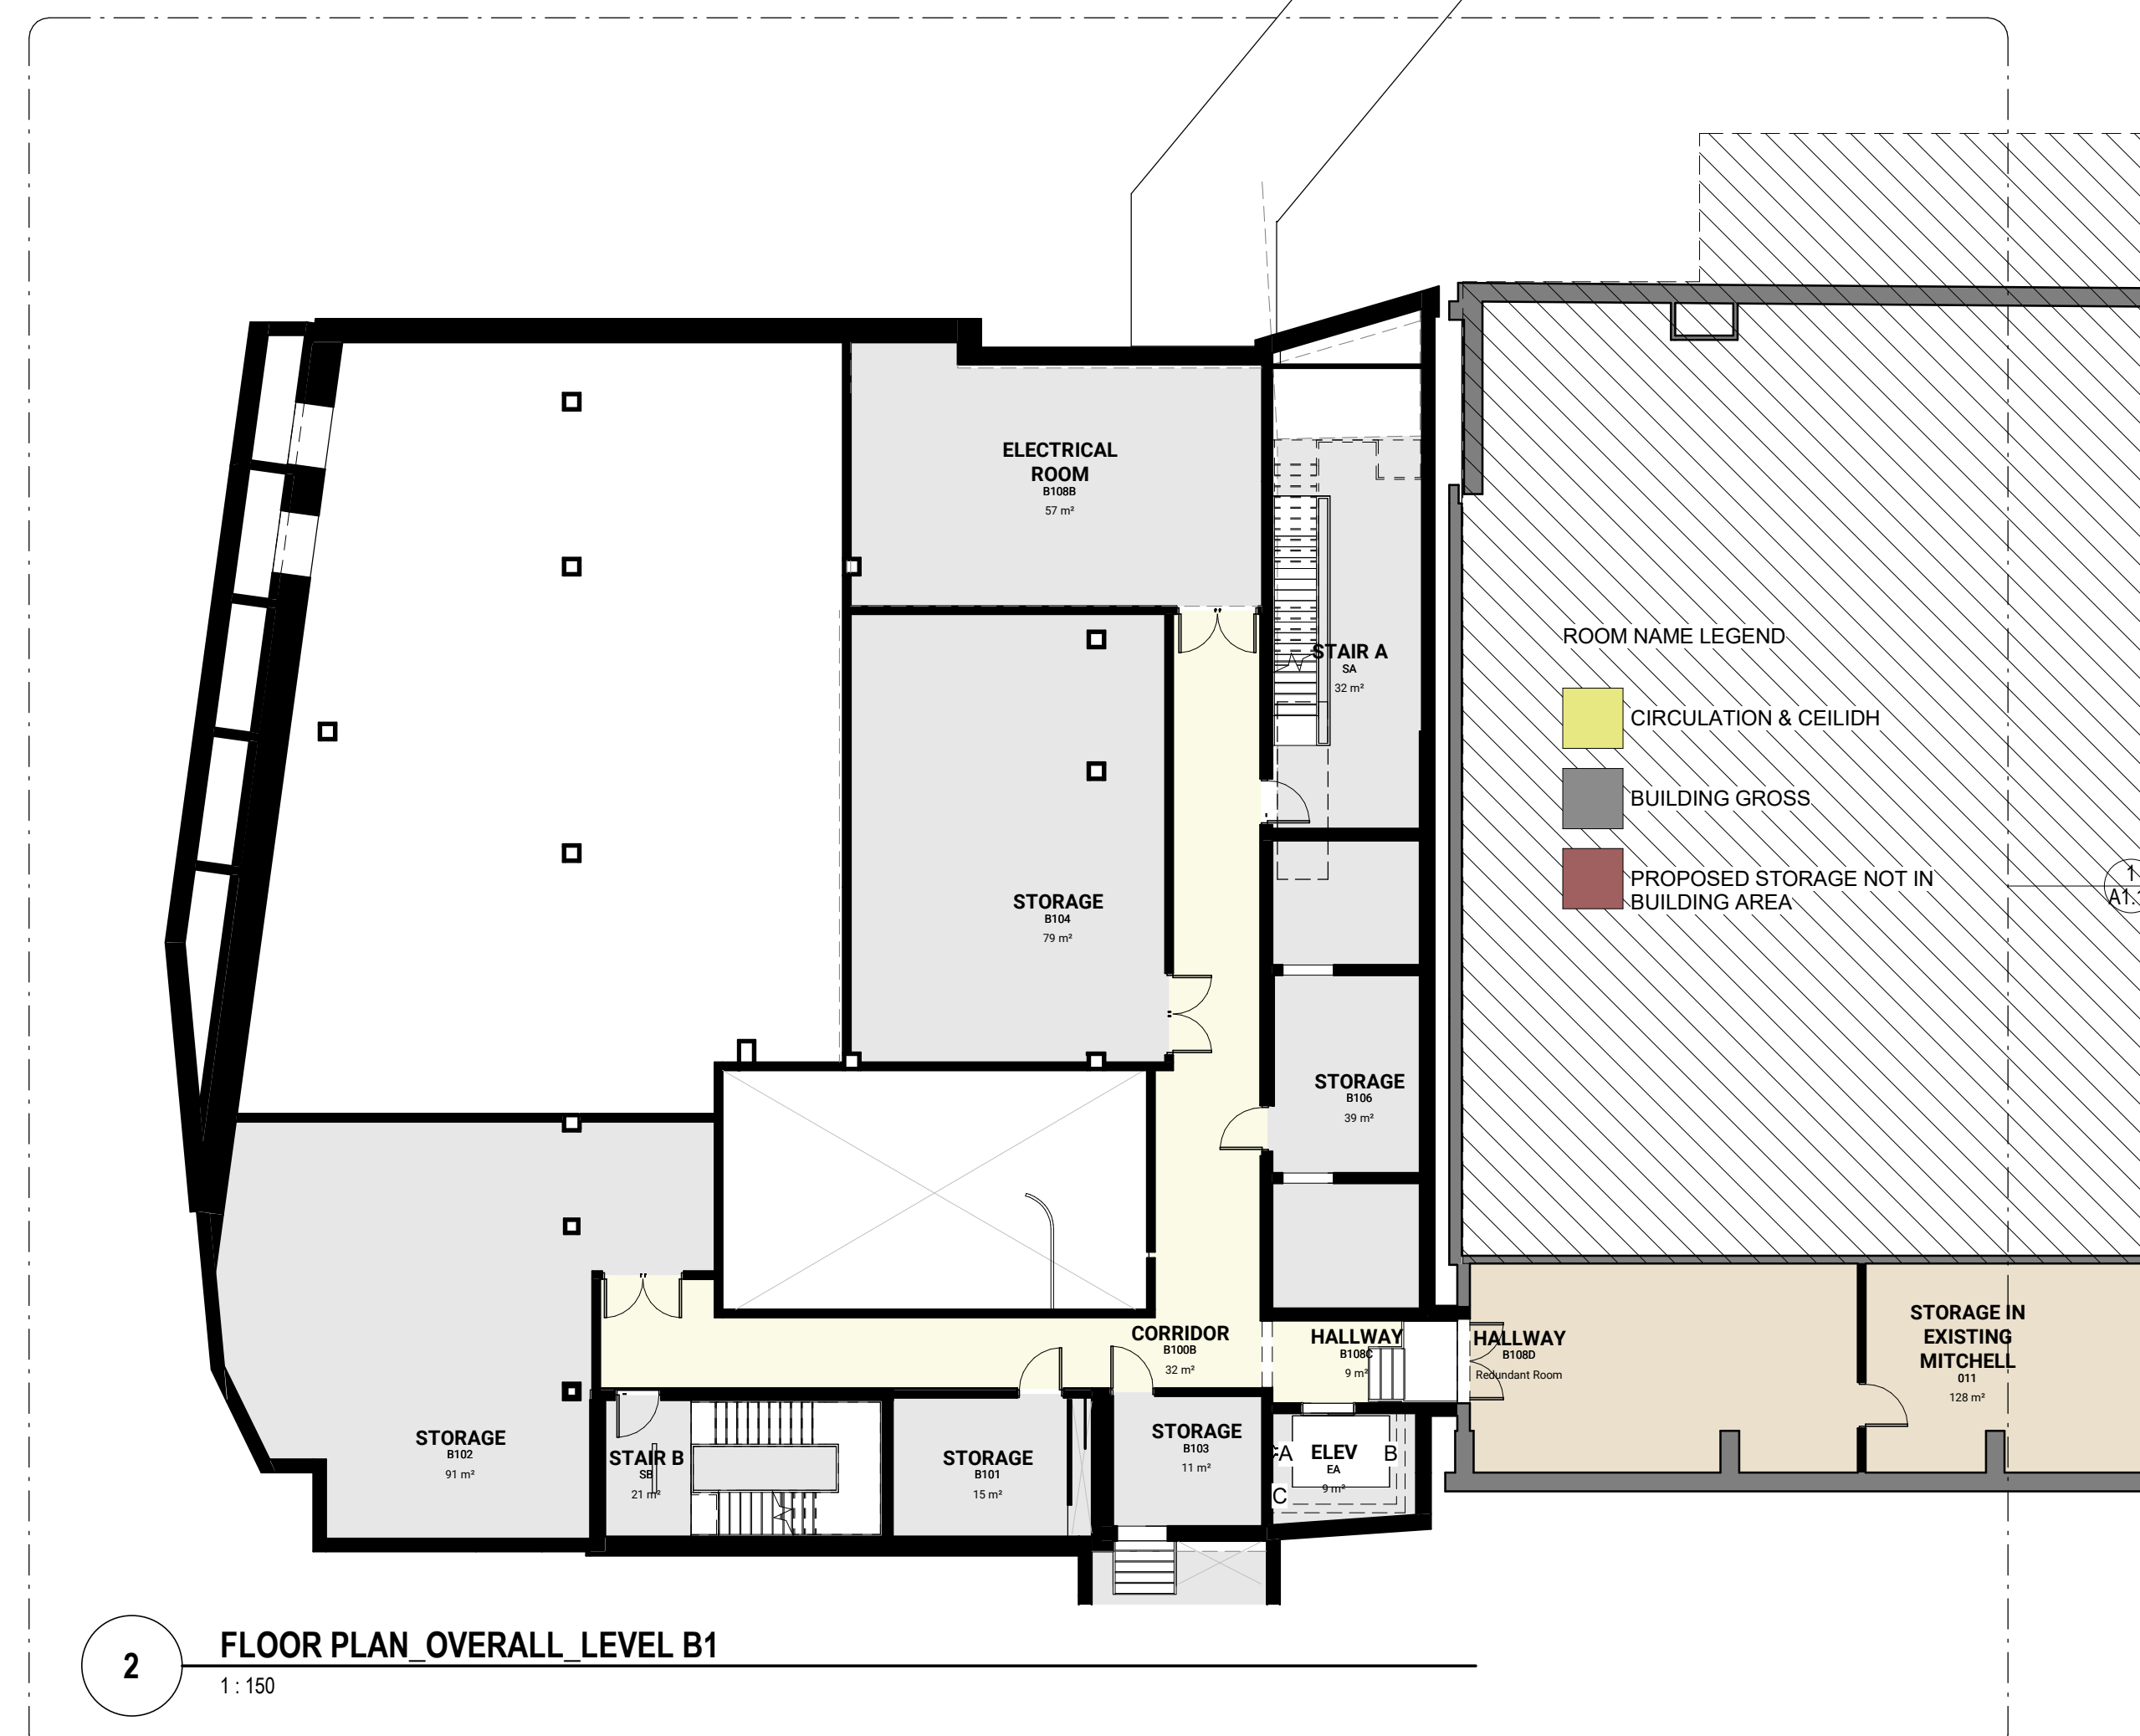 ELECTRICAL
ROOM
B108B
57 m²
STAIR A
SA
32 m²
ROOM NAME LEGEND
CIRCULATION & CEILIDH
BUILDING GROSS
PROPOSED STORAGE NOT IN
BUILDING AREA
1
STORAGE
B104
79 m²
STORAGE
B106
39 m²
CORRIDOR
B100B
32 m²
HALLWAY
B108C
9 m²
HALLWAY
B108D
Redundant Room
STORAGE IN
EXISTING
MITCHELL
011
128 m²
STORAGE
B102
91 m²
STAIR B
SB
21 m²
STORAGE
B101
15 m²
STORAGE
B103
11 m²
A
ELEV
EA
9 m²
B
C
2
FLOOR PLAN_OVERALL_LEVEL B1
1 : 150